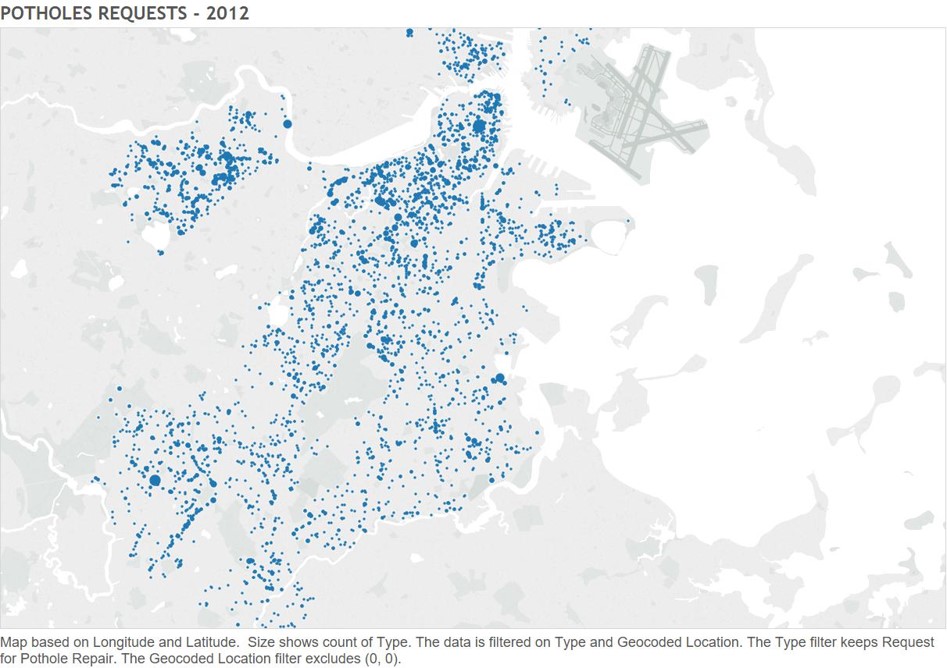 POTHOLES REQUESTS - 2012
Map based on Longitude and Latitude.  Size shows count of Type. The data is filtered on Type and Geocoded Location. The Type filter keeps Request
for Pothole Repair. The Geocoded Location filter excludes (0, 0).